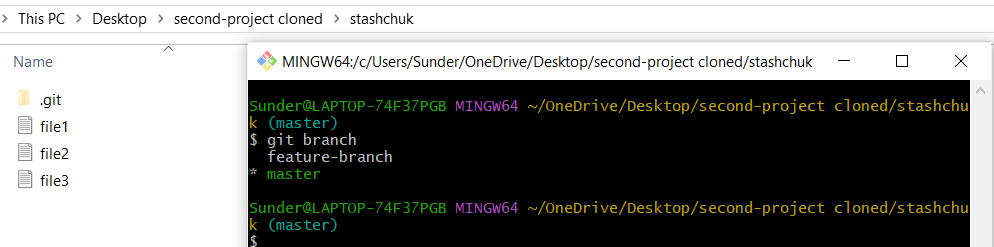 This PC > Desktop > second-project cloned > stashchuk
Name
.git
file1
file2
file3
MINGW64:/c/Users/Sunder/OneDrive/Desktop/second-project cloned/stashchuk
Sunder@LAPTOP-74F37PGB MINGW64 ~/OneDrive/Desktop/second-project cloned/stashchu
k (master)
$ git branch
  feature-branch
* master
Sunder@LAPTOP-74F37PGB MINGW64 ~/OneDrive/Desktop/second-project cloned/stashchu
k (master)
$